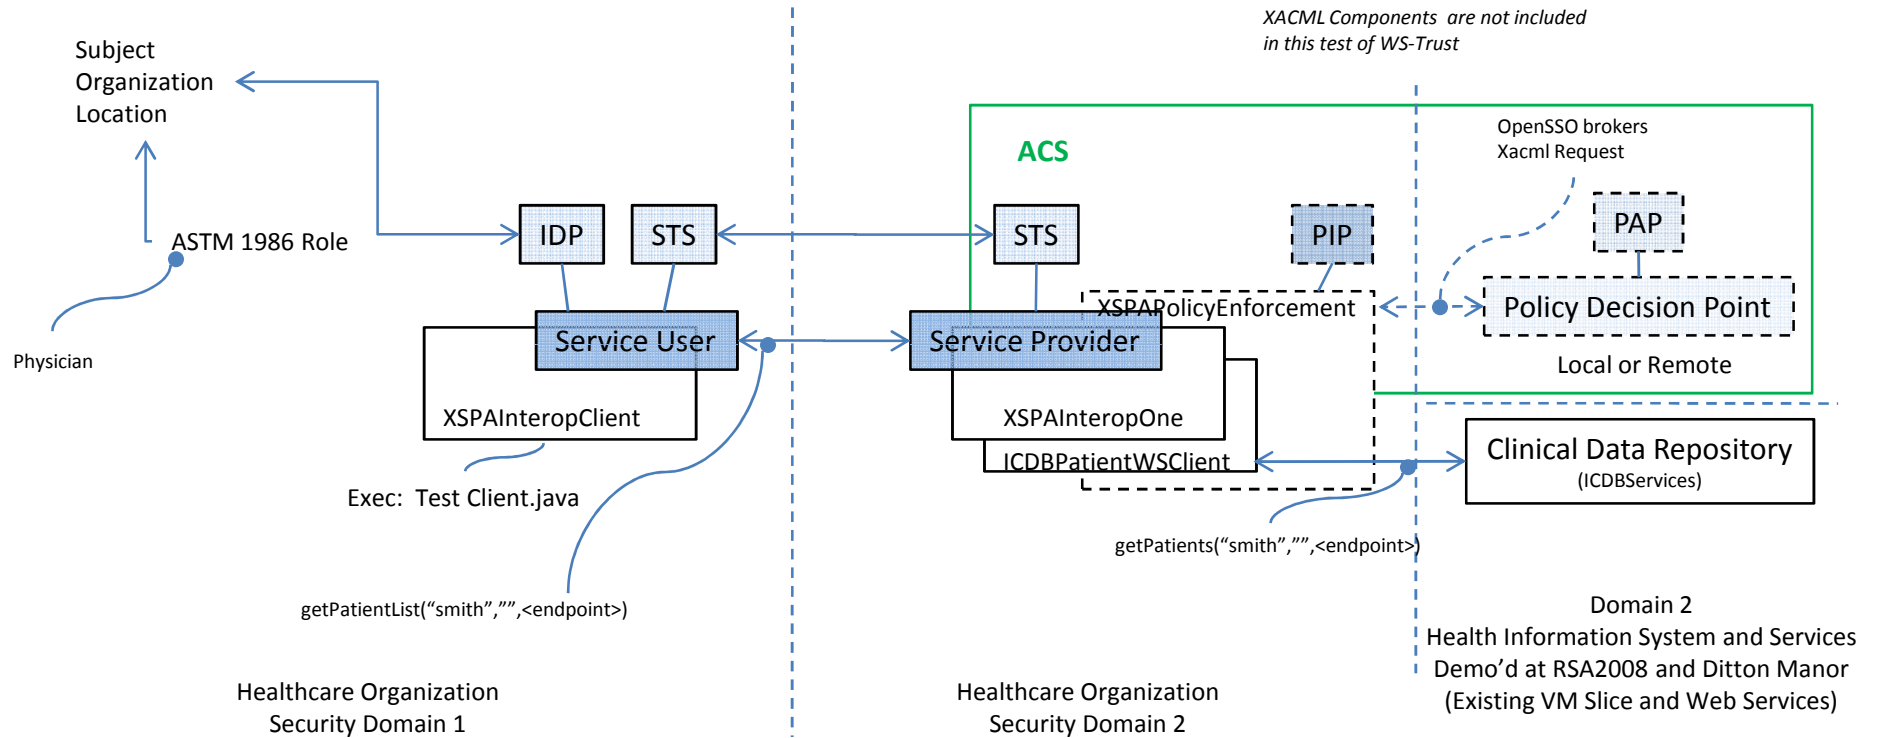 XACML Components are not included
in this test of WS-Trust
Subject
Organization
Location
OpenSSO brokers
Xacml Request
ACS
IDP
STS
STS
PIP
PAP
ASTM 1986 Role
XSPAPolicyEnforcement
Policy Decision Point
Service User
Service Provider
Physician
Local or Remote
XSPAInteropClient
XSPAInteropOne
Clinical Data Repository
(ICDBServices)
ICDBPatientWSClient
Exec: Test Client.java
getPatients(“smith”,””,<endpoint>)
getPatientList(“smith”,””,<endpoint>)
Domain 2
Health Information System and Services
Demo’d at RSA2008 and Ditton Manor
(Existing VM Slice and Web Services)
Healthcare Organization
Security Domain 1
Healthcare Organization
Security Domain 2